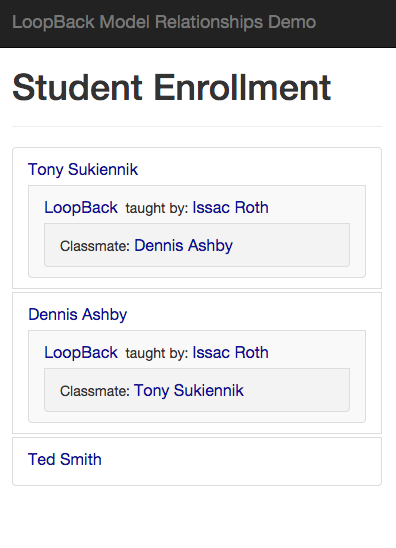 LoopBack Model Relationships Demo
Student Enrollment
Tony Sukiennik
LoopBack taught by: Issac Roth
Classmate: Dennis Ashby
Dennis Ashby
LoopBack taught by: Issac Roth
Classmate: Tony Sukiennik
Ted Smith